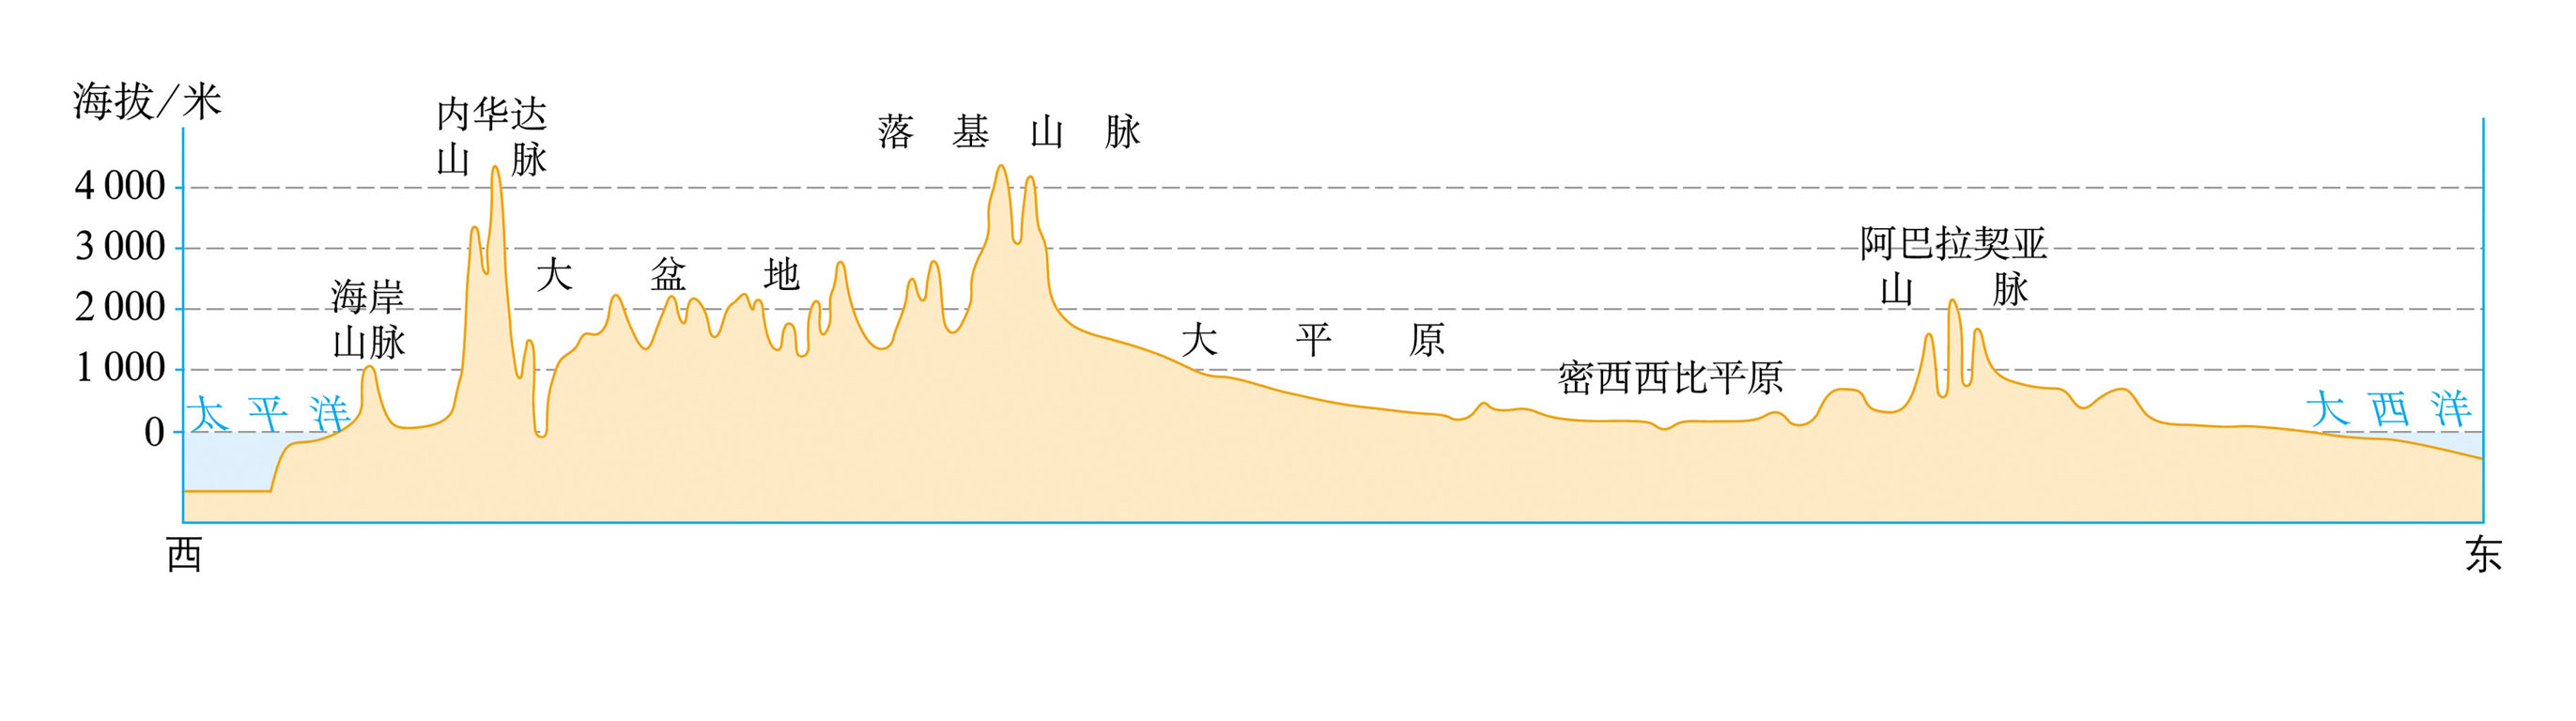 海拔/米
内华达
山 脉
落 基 山 脉
4 000
阿巴拉契亚
山 脉
3 000
大 盆 地
海岸
山脉
2 000
大 平 原
1 000
密西西比平原
太 平 洋
大 西 洋
0
西
东